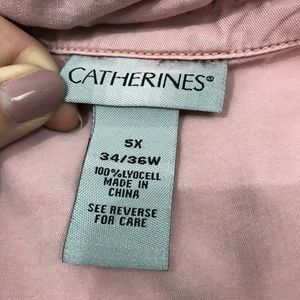 CATHERINES®
5X
34/36W
100%LYOCELL
MADE IN
CHINA
SEE REVERSE
FOR CARE